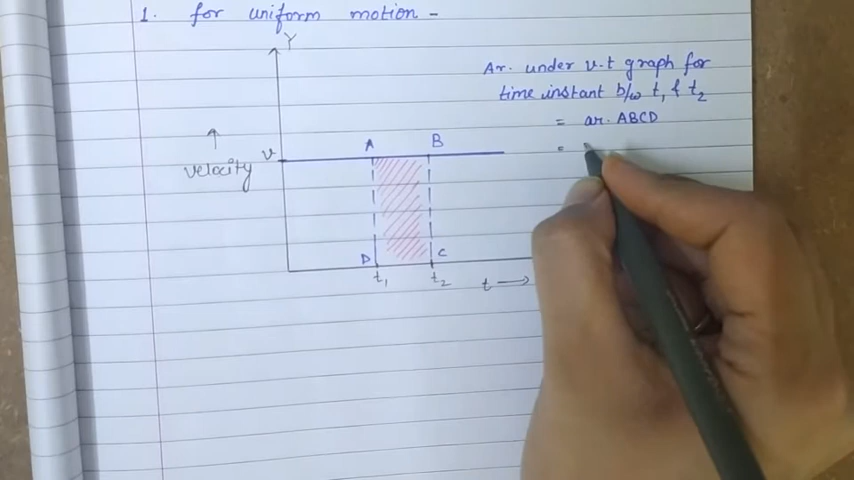 1. for uniform motion -
Y
Ar. under v.t graph for
time instant b/w t₁ & t₂
= ar. ABCD
=
A B
v
velocity
D C
t₁ t₂ t